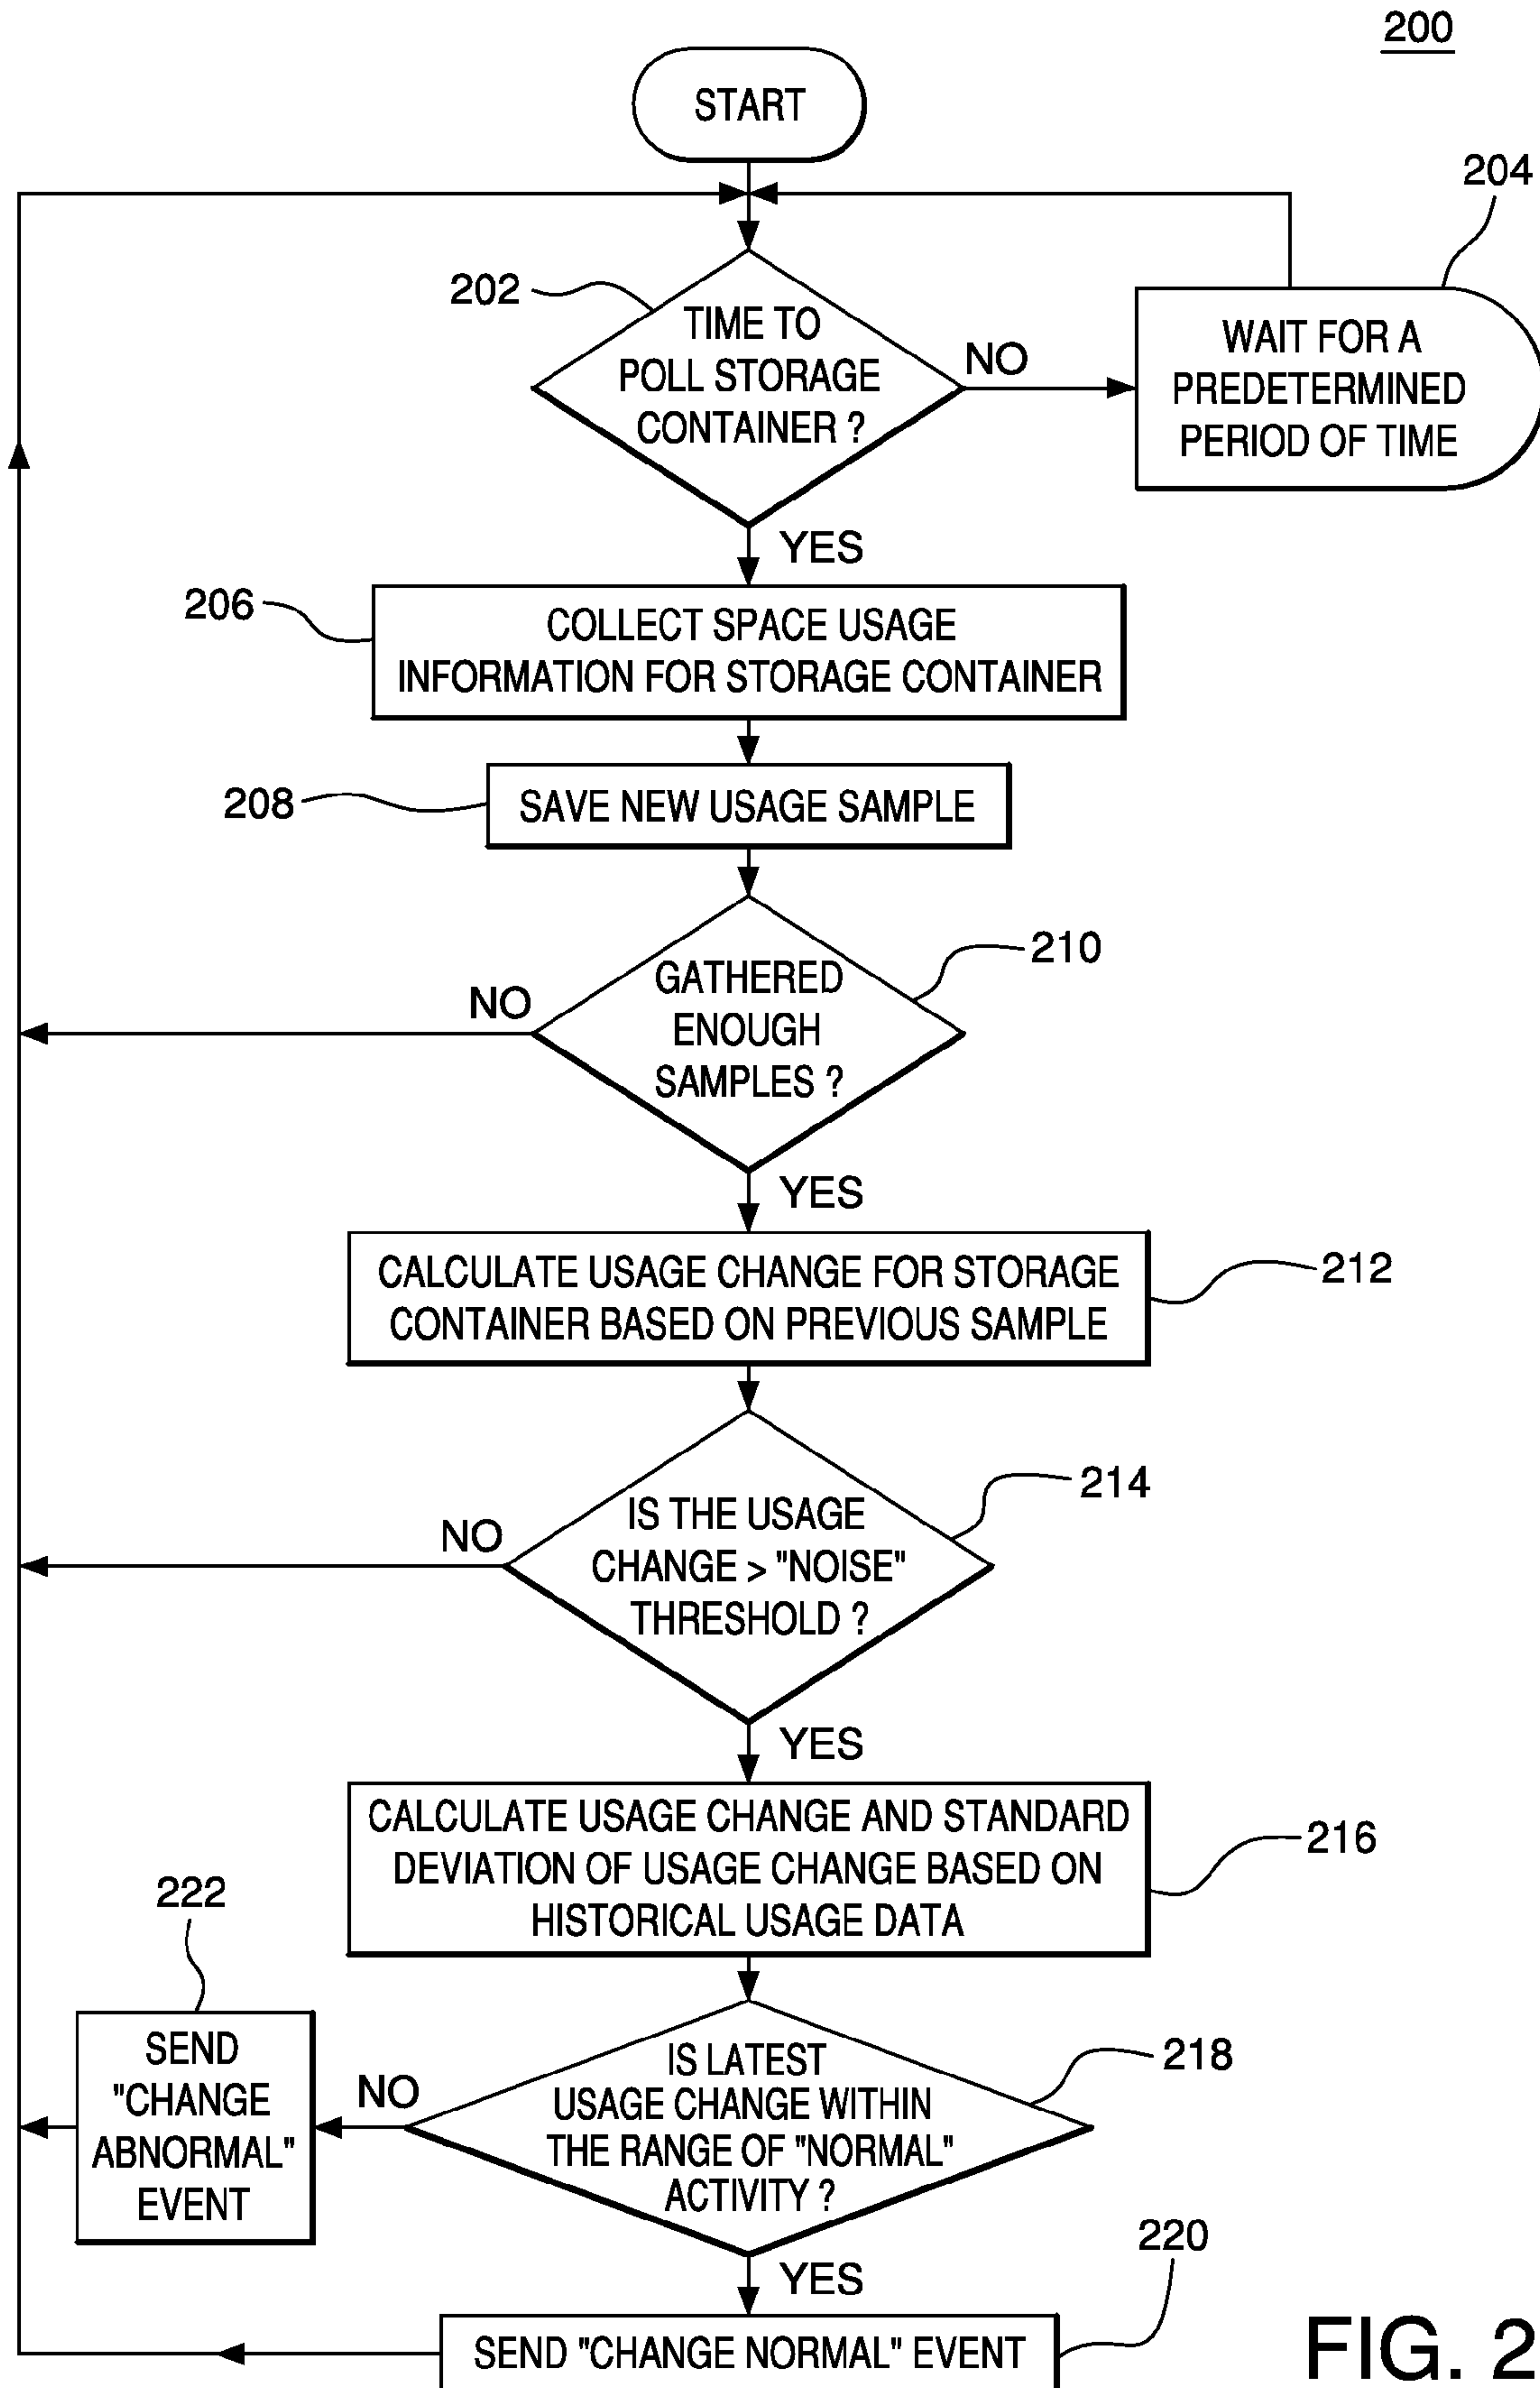 200
START
204
202
TIME TO
POLL STORAGE
CONTAINER ?
NO
WAIT FOR A
PREDETERMINED
PERIOD OF TIME
YES
206
COLLECT SPACE USAGE
INFORMATION FOR STORAGE CONTAINER
208
SAVE NEW USAGE SAMPLE
210
GATHERED
ENOUGH
SAMPLES ?
NO
YES
CALCULATE USAGE CHANGE FOR STORAGE
CONTAINER BASED ON PREVIOUS SAMPLE
212
214
IS THE USAGE
CHANGE > "NOISE"
THRESHOLD ?
NO
YES
CALCULATE USAGE CHANGE AND STANDARD
DEVIATION OF USAGE CHANGE BASED ON
HISTORICAL USAGE DATA
216
222
SEND
"CHANGE
ABNORMAL"
EVENT
NO
IS LATEST
USAGE CHANGE WITHIN
THE RANGE OF "NORMAL"
ACTIVITY ?
218
YES
220
SEND "CHANGE NORMAL" EVENT
FIG. 2